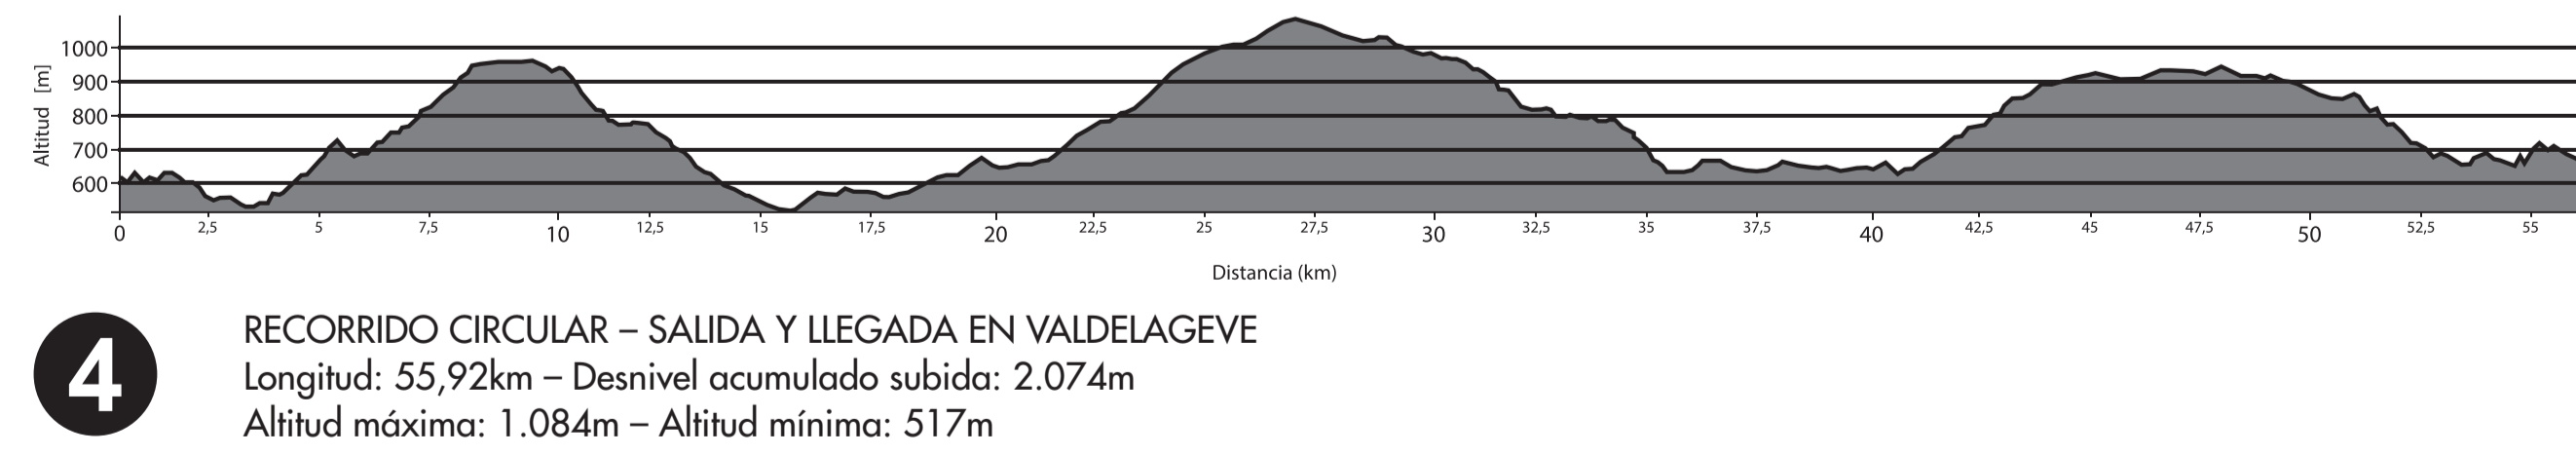 Altitud [m]
1000
900
800
700
600
0 2,5 5 7,5 10 12,5 15 17,5 20 22,5 25 27,5 30 32,5 35 37,5 40 42,5 45 47,5 50 52,5 55
Distancia (km)
4
RECORRIDO CIRCULAR – SALIDA Y LLEGADA EN VALDELAGEVE
Longitud: 55,92km – Desnivel acumulado subida: 2.074m
Altitud máxima: 1.084m – Altitud mínima: 517m